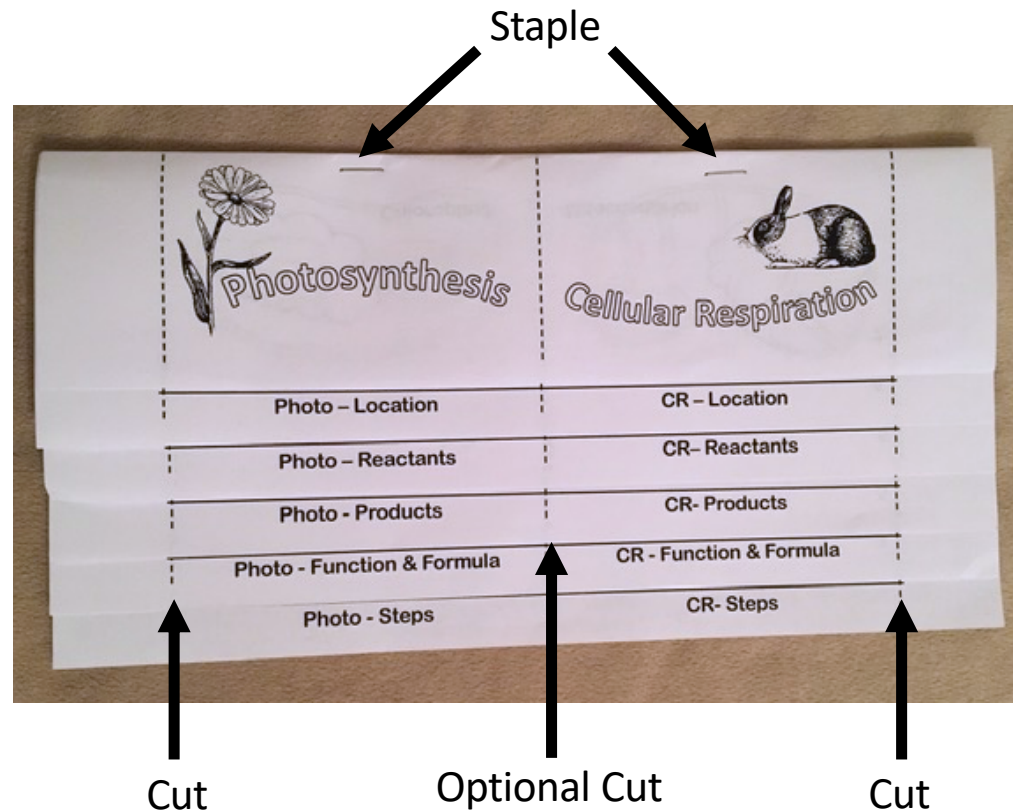 Staple
Photosynthesis
Cellular Respiration
Photo – Location
CR – Location
Photo – Reactants
CR– Reactants
Photo - Products
CR- Products
Photo - Function & Formula
CR - Function & Formula
Photo - Steps
CR- Steps
Cut
Optional Cut
Cut